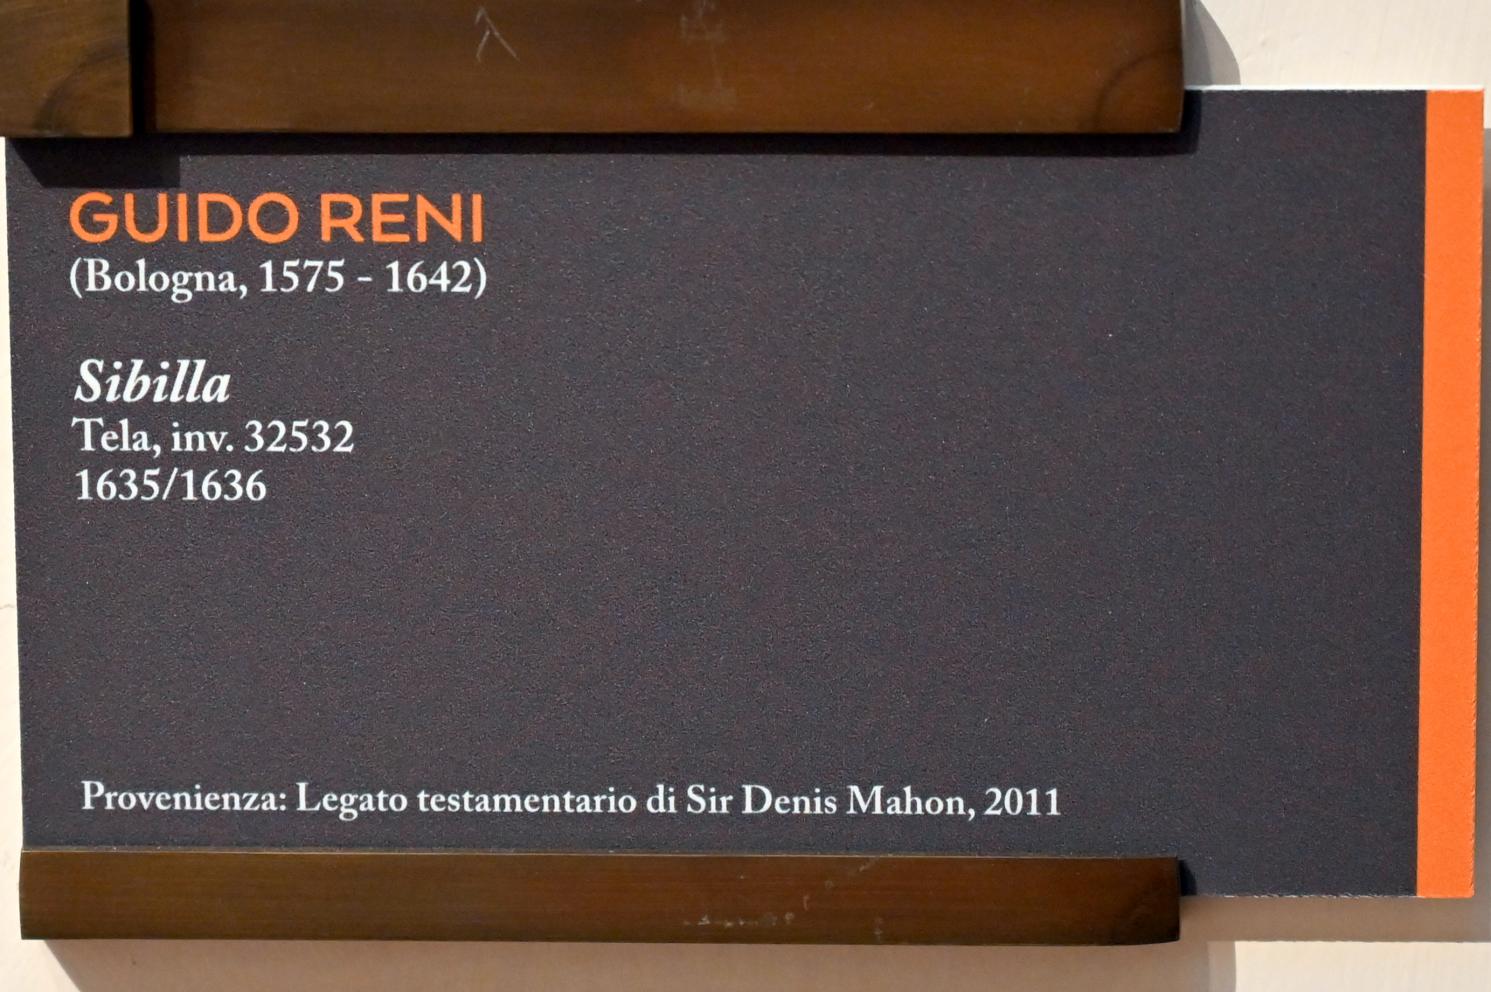 GUIDO RENI
(Bologna, 1575 - 1642)
Sibilla
Tela, inv. 32532
1635/1636
Provenienza: Legato testamentario di Sir Denis Mahon, 2011